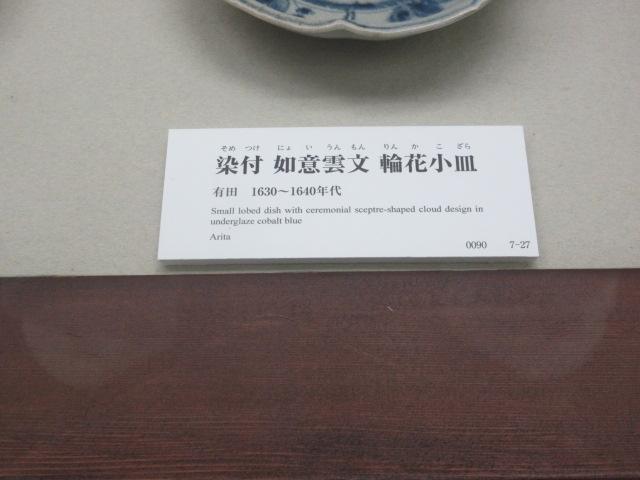 そめ つけ にょ い うん もん りん か こ ざら
染付 如意雲文 輪花小皿
有田 1630～1640年代
Small lobed dish with ceremonial sceptre-shaped cloud design in
underglaze cobalt blue
Arita
0090 7-27